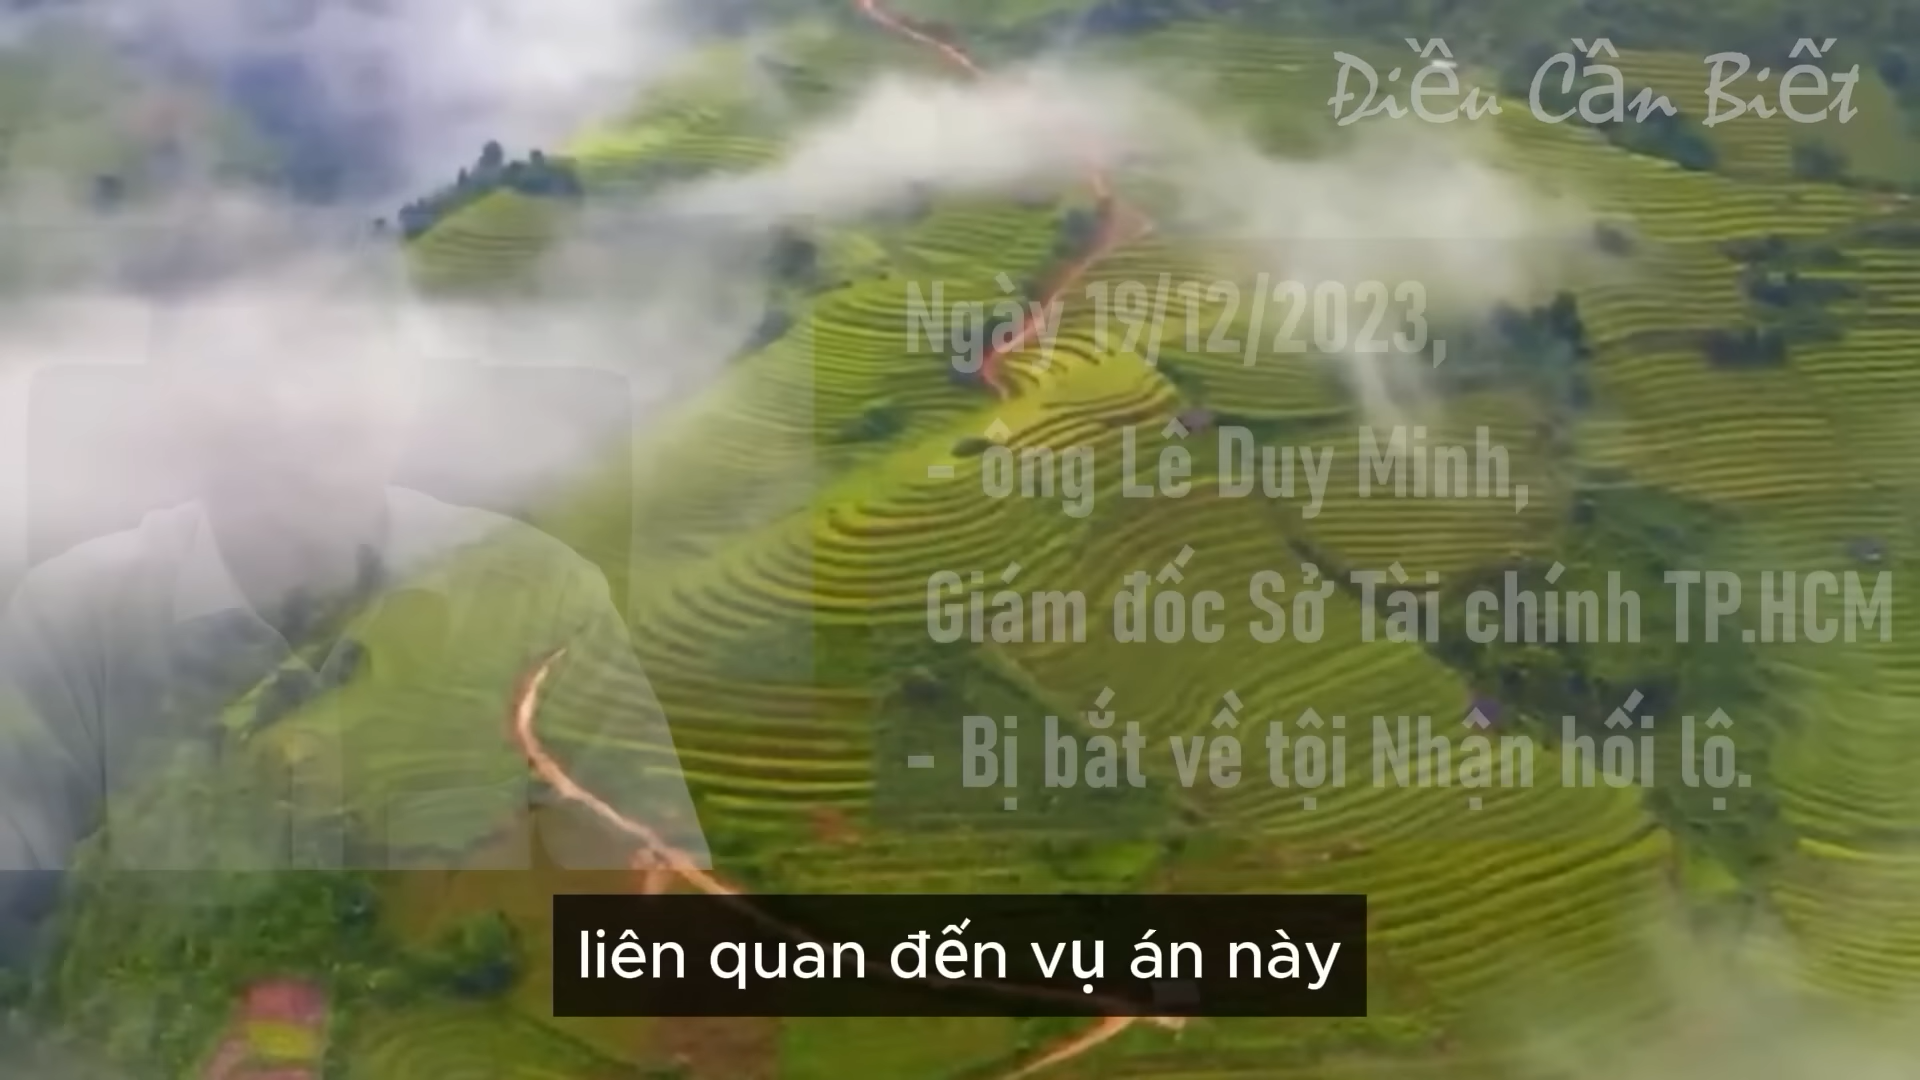 Điều Cần Biết
Ngày 19/12/2023,
- ông Lê Duy Minh,
Giám đốc Sở Tài chính TP.HCM
- Bị bắt về tội Nhận hối lộ.
liên quan đến vụ án này